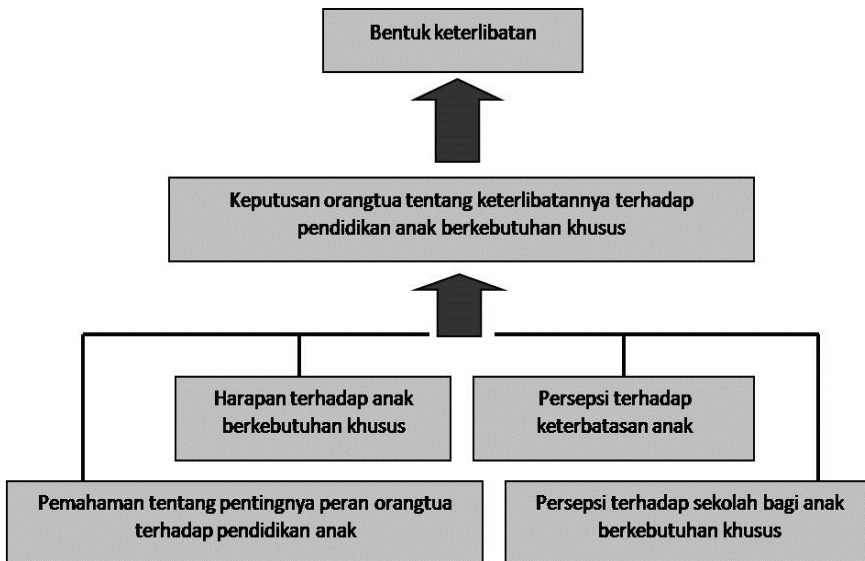 Bentuk keterlibatan
Keputusan orangtua tentang keterlibatannya terhadap
pendidikan anak berkebutuhan khusus
Harapan terhadap anak
berkebutuhan khusus
Persepsi terhadap
keterbatasan anak
Pemahaman tentang pentingnya peran orangtua
terhadap pendidikan anak
Persepsi terhadap sekolah bagi anak
berkebutuhan khusus